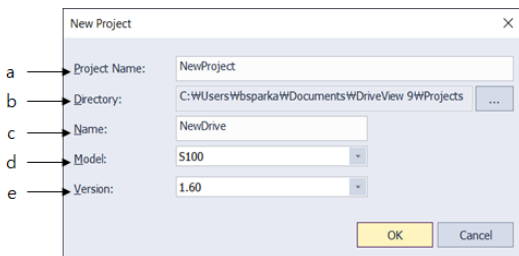 New Project
a Project Name: NewProject
b Directory: C:₩Users₩bsparka₩Documents₩DriveView 9₩Projects ...
c Name: NewDrive
d Model: S100
e Version: 1.60
OK Cancel